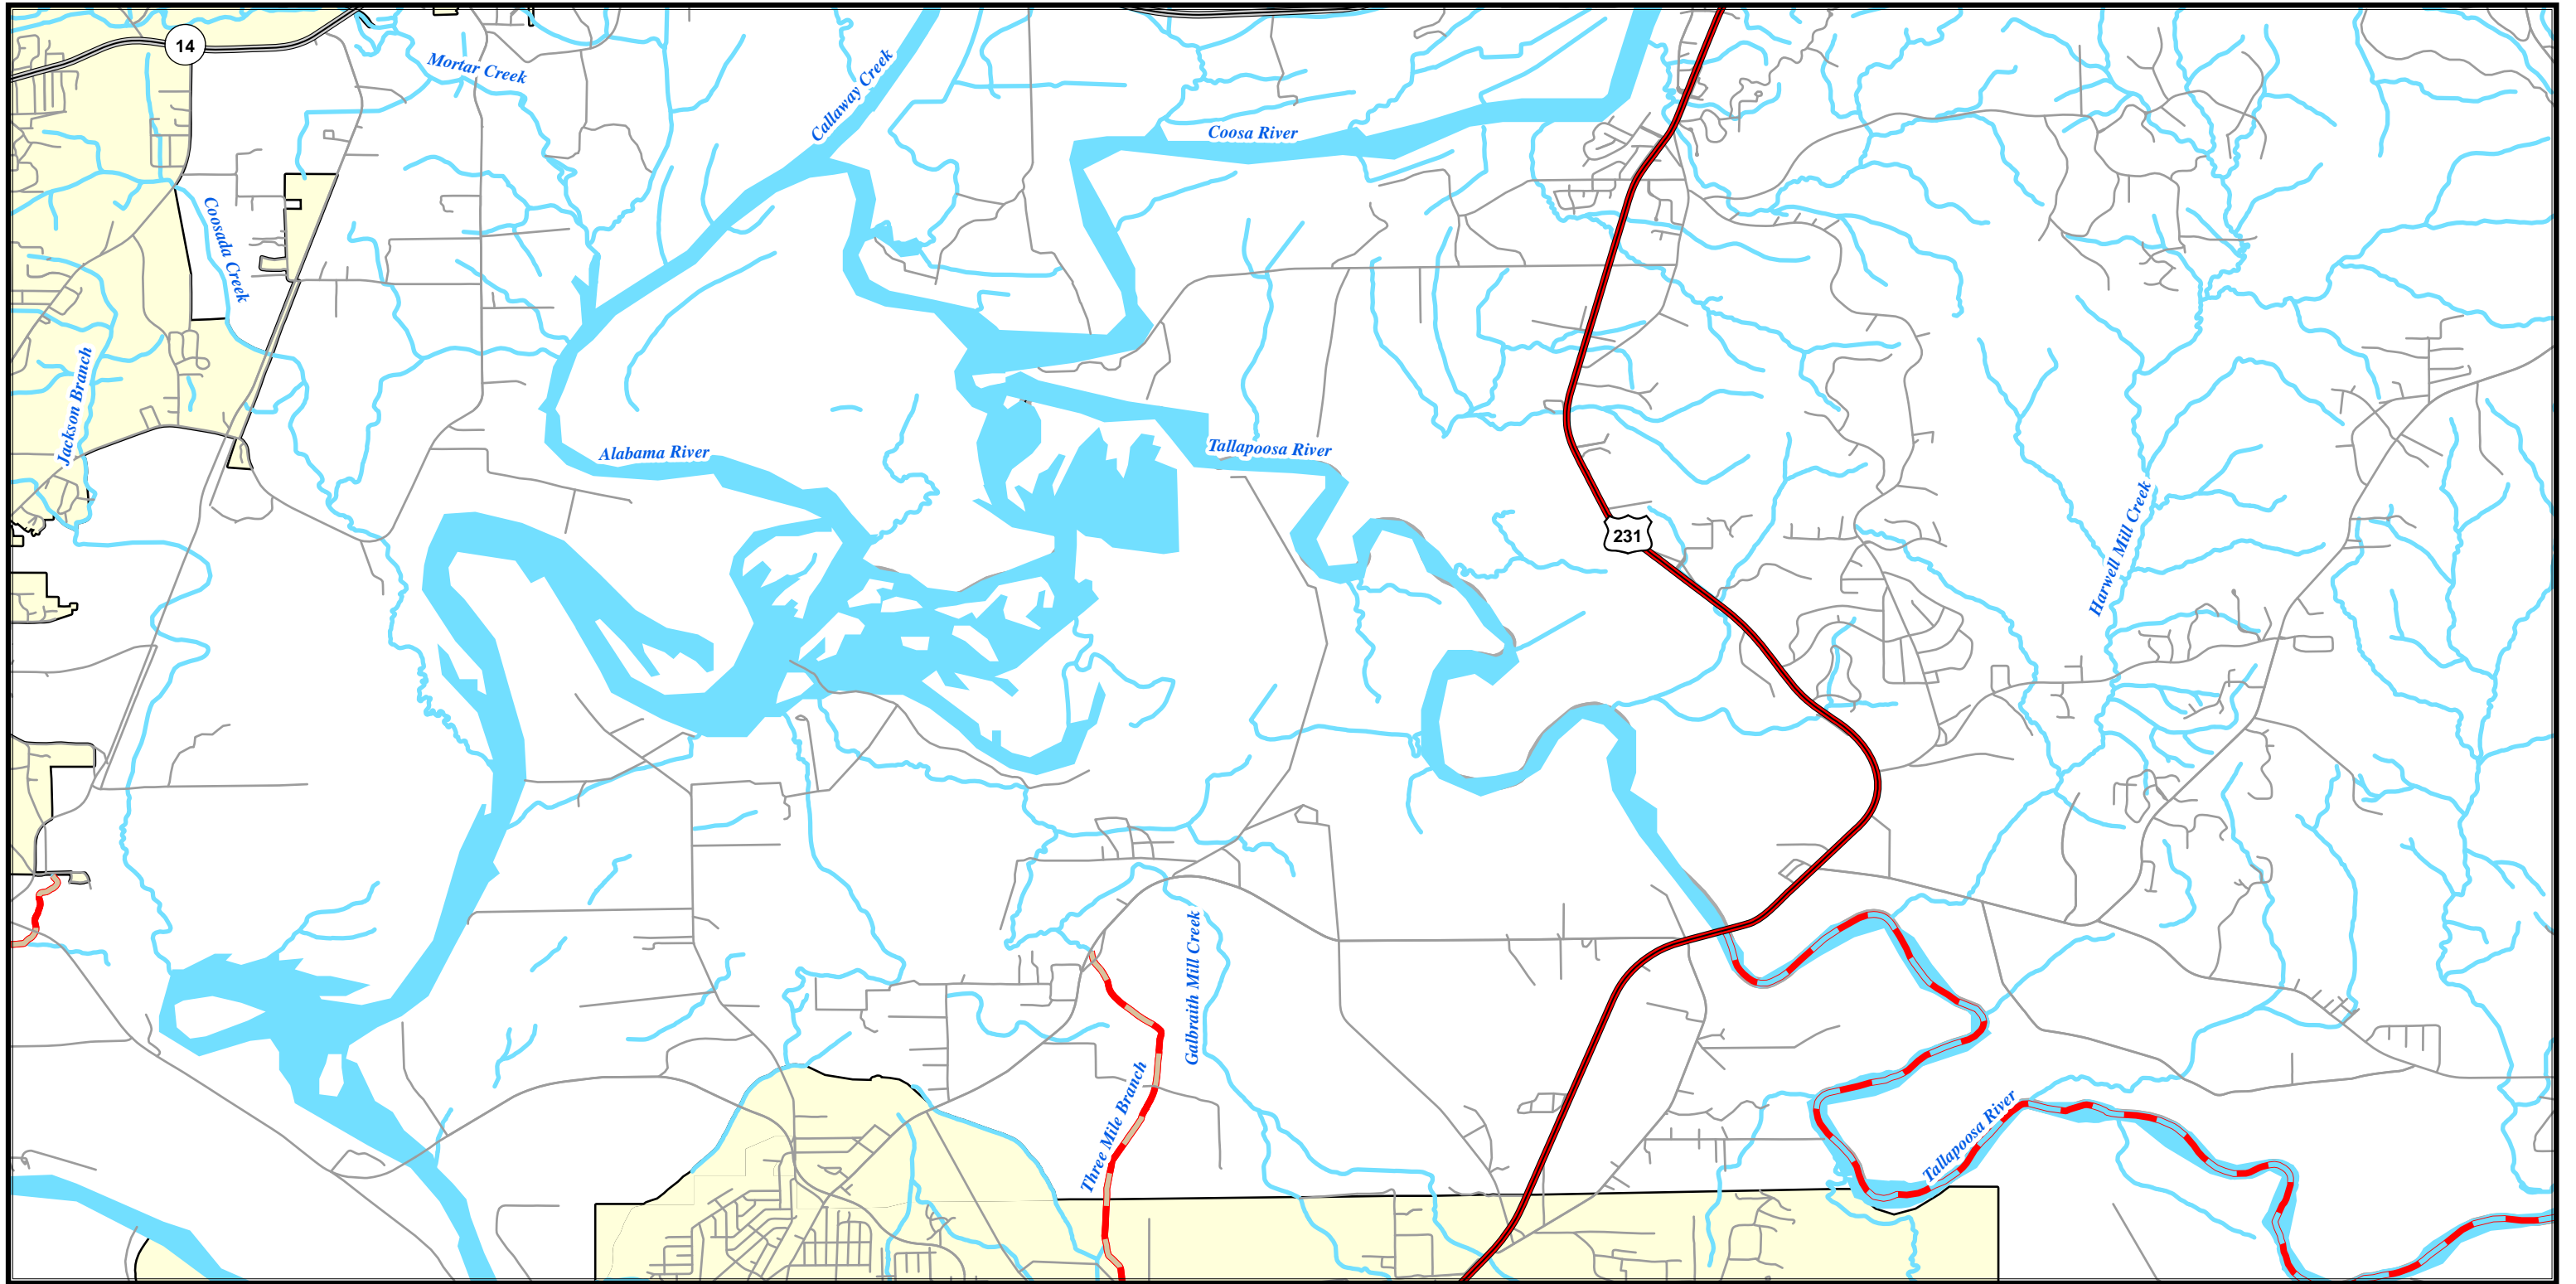 14
Mortar Creek
Callaway Creek
Coosa River
Coosada Creek
Jackson Branch
Alabama River
Tallapoosa River
231
Harwell Mill Creek
Galbraith Mill Creek
Three Mile Branch
Tallapoosa River